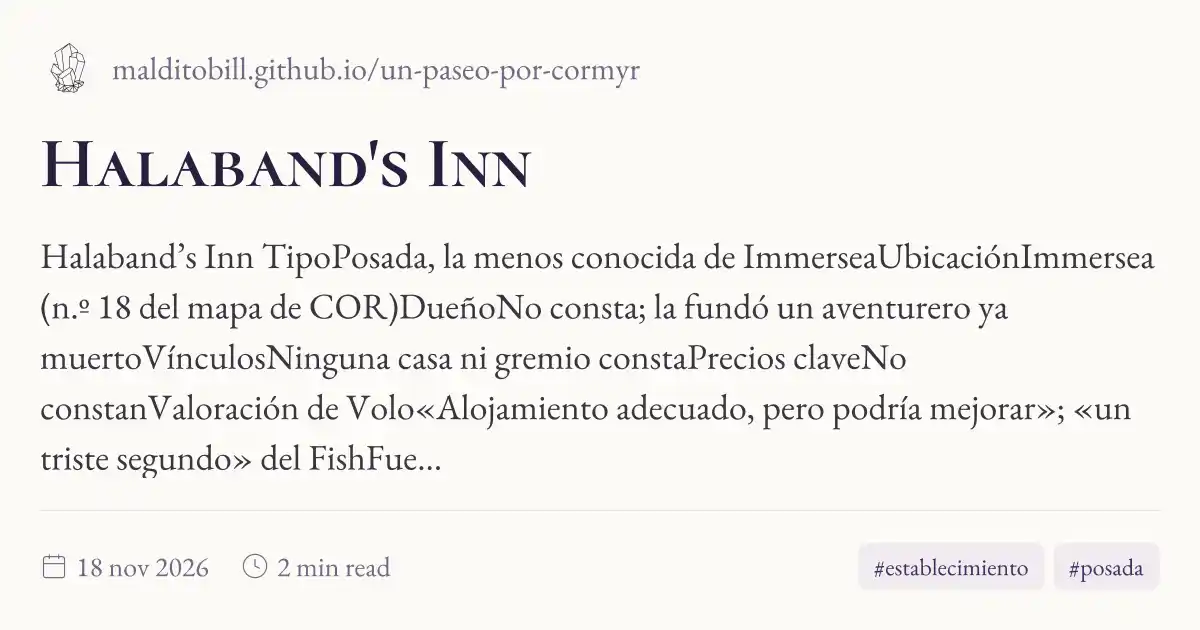 malditobill.github.io/un-paseo-por-cormyr
Halaband's Inn
Halaband’s Inn TipoPosada, la menos conocida de ImmerseaUbicaciónImmersea
(n.º 18 del mapa de COR)DueñoNo consta; la fundó un aventurero ya
muertoVínculosNinguna casa ni gremio constaPrecios claveNo
constanValoración de Volo«Alojamiento adecuado, pero podría mejorar»; «un
triste segundo» del FishFue...
18 nov 2026 2 min read #establecimiento #posada